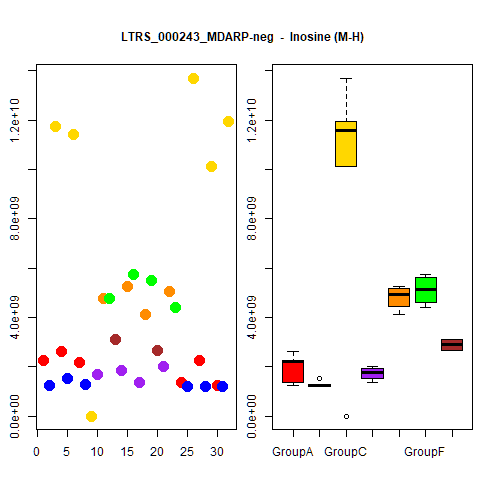 LTRS_000243_MDARP-neg - Inosine (M-H)
0.0e+00 4.0e+09 8.0e+09 1.2e+10
0 5 10 15 20 25 30
0.0e+00 4.0e+09 8.0e+09 1.2e+10
GroupA GroupC GroupF